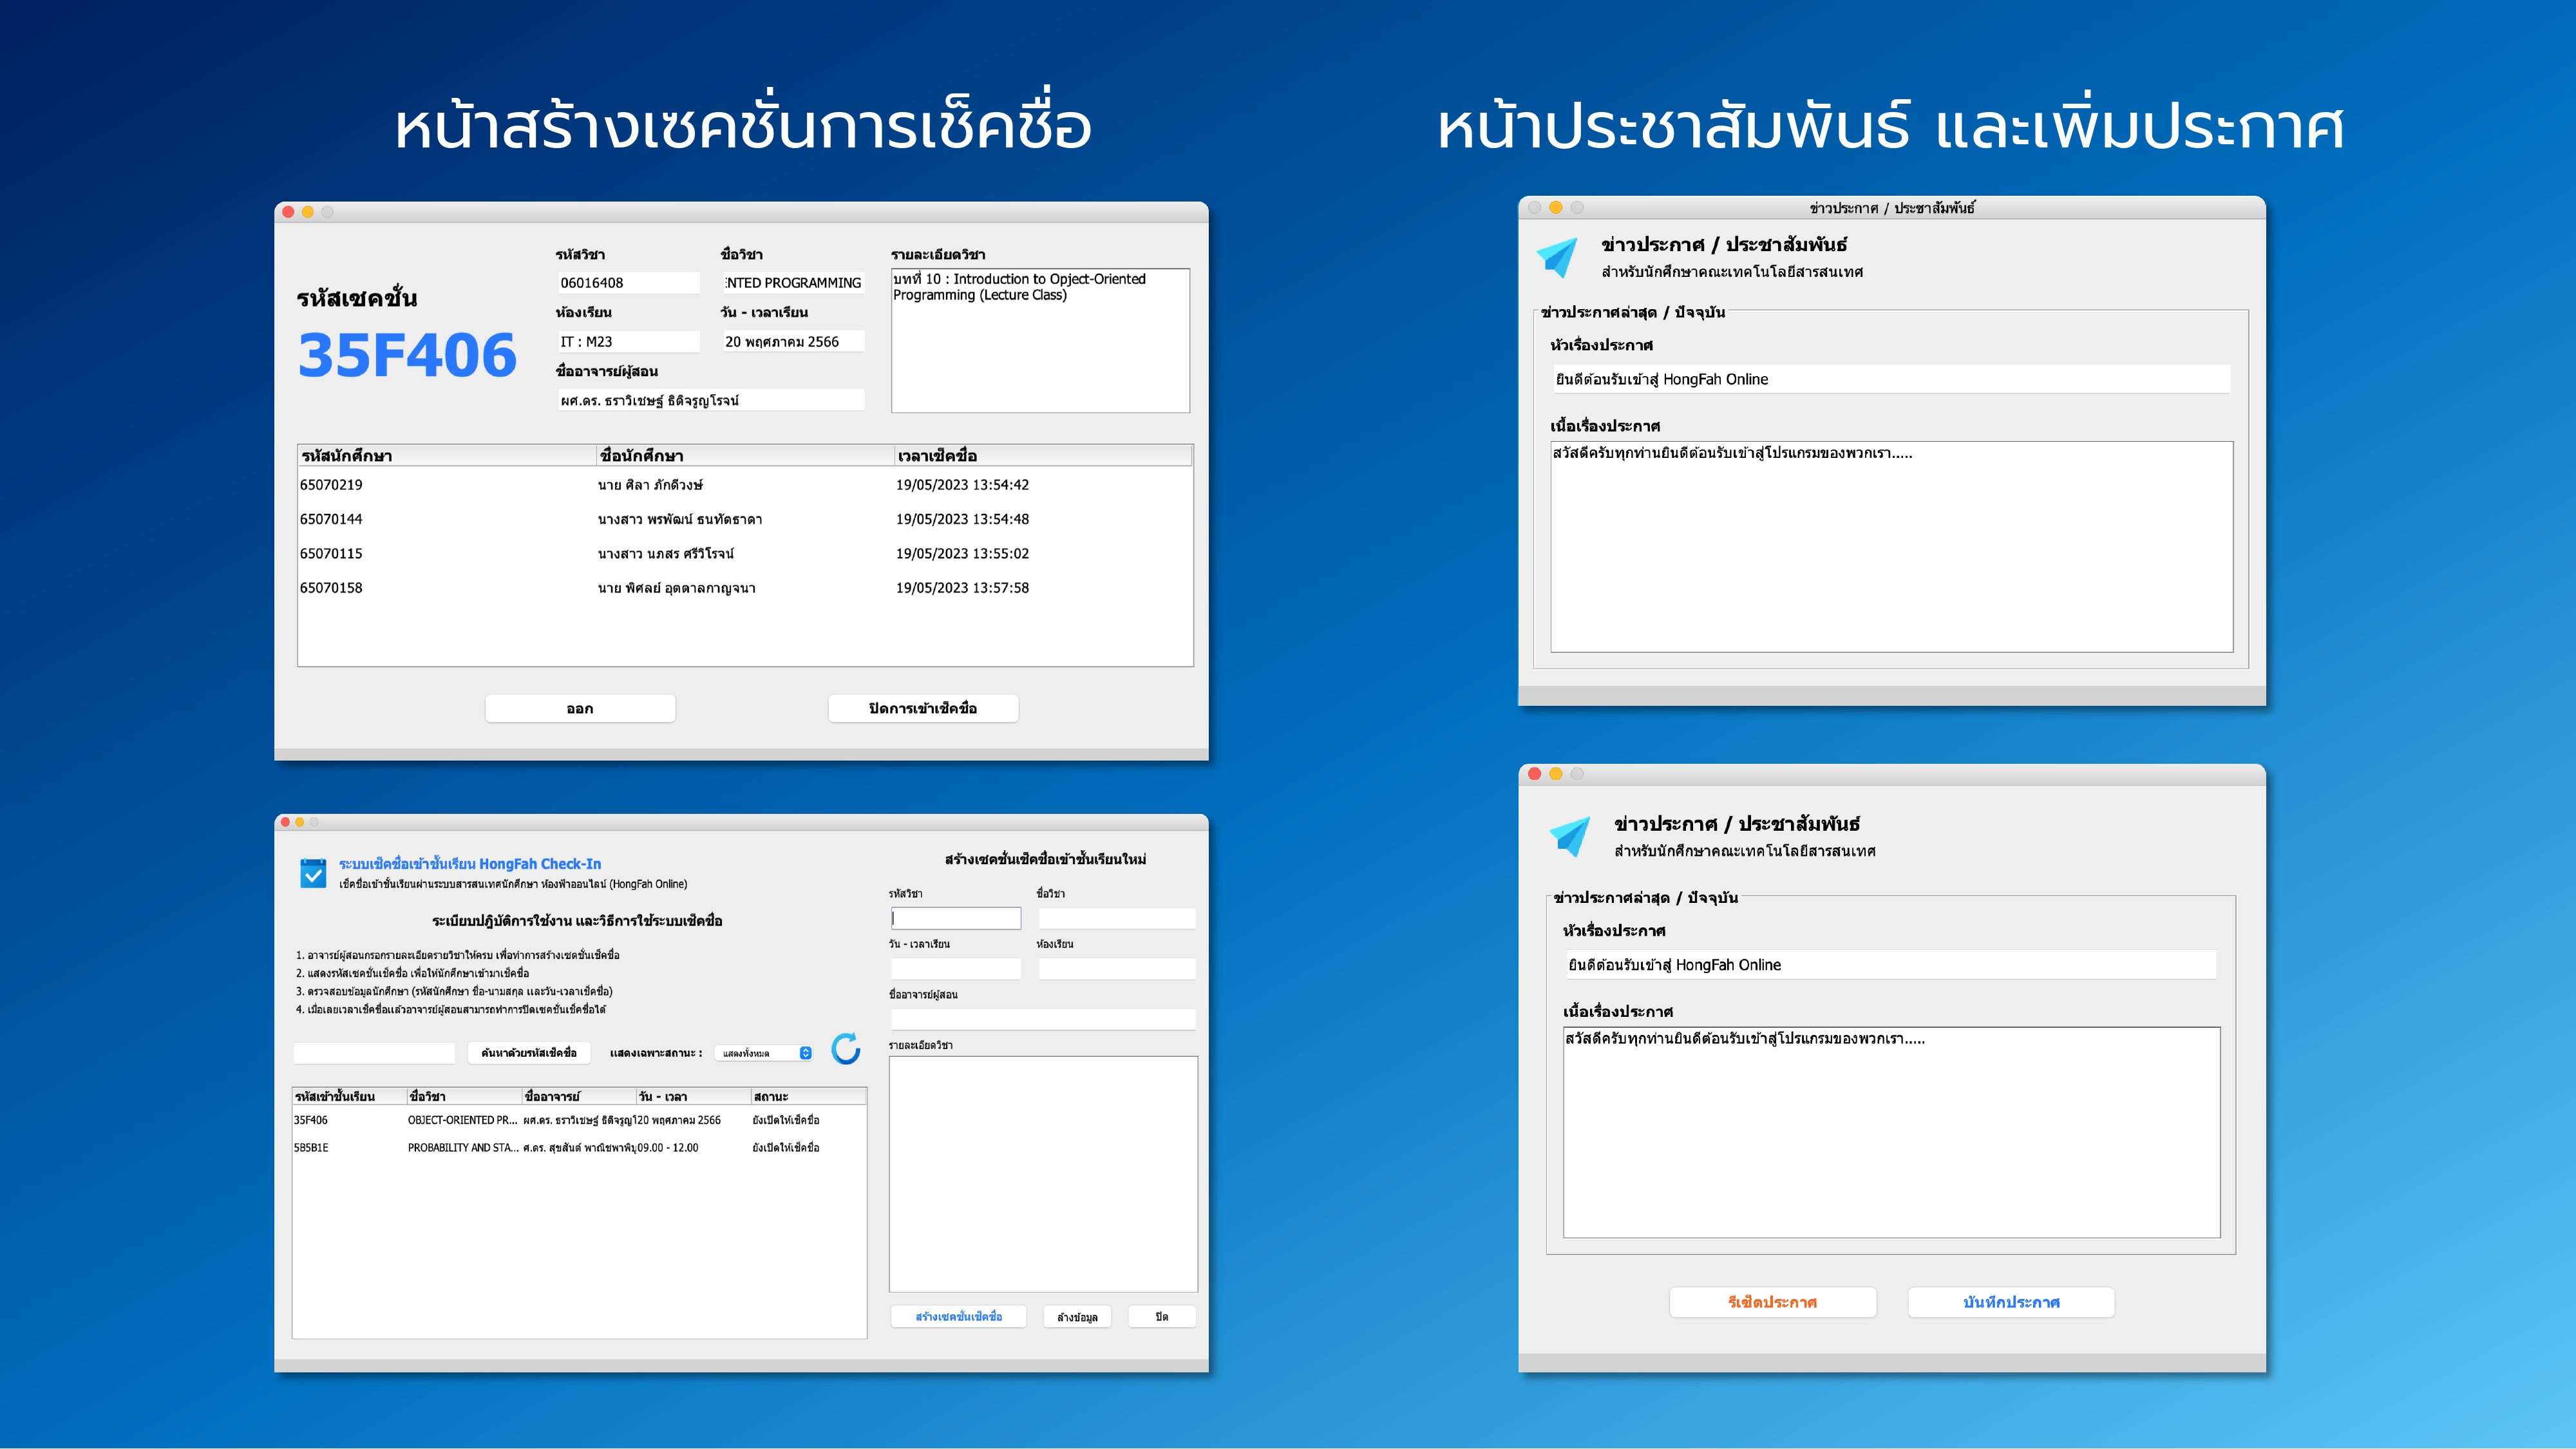 หน้าสร้างเซคชั่นการเช็คชื่อ
รหัสเซคชั่น
35F406
รหัสวิชา
06016408
ชื่อวิชา
NTED PROGRAMMING
ห้องเรียน
IT : M23
วัน - เวลาเรียน
20 พฤษภาคม 2566
ชื่ออาจารย์ผู้สอน
ผศ.ดร. ธราวิเชษฐ์ ธิติจรูญโรจน์
รายละเอียดวิชา
บทที่ 10 : Introduction to Opject-Oriented
Programming (Lecture Class)
รหัสนักศึกษา ชื่อนักศึกษา เวลาเช็คชื่อ
65070219 นาย ศิลา ภักดีวงษ์ 19/05/2023 13:54:42
65070144 นางสาว พรพัฒน์ ธนทัตธาดา 19/05/2023 13:54:48
65070115 นางสาว นภสร ศรีวิโรจน์ 19/05/2023 13:55:02
65070158 นาย พิศลย์ อุตตาลกาญจนา 19/05/2023 13:57:58
ออก ปิดการเข้าเช็คชื่อ
ระบบเช็คชื่อเข้าชั้นเรียน HongFah Check-In
เช็คชื่อเข้าชั้นเรียนผ่านระบบสารสนเทศนักศึกษา ห้องฟ้าออนไลน์ (HongFah Online)
ระเบียบปฎิบัติการใช้งาน และวิธีการใช้ระบบเช็คชื่อ
1. อาจารย์ผู้สอนกรอกรายละเอียดรายวิชาให้ครบ เพื่อทำการสร้างเซคชั่นเช็คชื่อ
2. แสดงรหัสเซคชั่นเช็คชื่อ เพื่อให้นักศึกษาเข้ามาเช็คชื่อ
3. ตรวจสอบข้อมูลนักศึกษา (รหัสนักศึกษา ชื่อ-นามสกุล และวัน-เวลาเช็คชื่อ)
4. เมื่อเลยเวลาเช็คชื่อแล้วอาจารย์ผู้สอนสามารถทำการปิดเซคชั่นเช็คชื่อได้
ค้นหาด้วยรหัสเช็คชื่อ แสดงเฉพาะสถานะ : แสดงทั้งหมด
รหัสเข้าชั้นเรียน ชื่อวิชา ชื่ออาจารย์ วัน - เวลา สถานะ
35F406 OBJECT-ORIENTED PR... ผศ.ดร. ธราวิเชษฐ์ ธิติจรูญ 20 พฤษภาคม 2566 ยังเปิดให้เช็คชื่อ
5B5B1E PROBABILITY AND STA... ศ.ดร. สุขสันต์ พาณิชพาพิบู 09.00 - 12.00 ยังเปิดให้เช็คชื่อ
สร้างเซคชั่นเช็คชื่อเข้าชั้นเรียนใหม่
รหัสวิชา ชื่อวิชา
วัน - เวลาเรียน ห้องเรียน
ชื่ออาจารย์ผู้สอน
รายละเอียดวิชา
สร้างเซคชั่นเช็คชื่อ ล้างข้อมูล ปิด
หน้าประชาสัมพันธ์ และเพิ่มประกาศ
ข่าวประกาศ / ประชาสัมพันธ์
ข่าวประกาศ / ประชาสัมพันธ์
สำหรับนักศึกษาคณะเทคโนโลยีสารสนเทศ
ข่าวประกาศล่าสุด / ปัจจุบัน
หัวเรื่องประกาศ
ยินดีต้อนรับเข้าสู่ HongFah Online
เนื้อเรื่องประกาศ
สวัสดีครับทุกท่านยินดีต้อนรับเข้าสู่โปรแกรมของพวกเรา.....
ข่าวประกาศ / ประชาสัมพันธ์
สำหรับนักศึกษาคณะเทคโนโลยีสารสนเทศ
ข่าวประกาศล่าสุด / ปัจจุบัน
หัวเรื่องประกาศ
ยินดีต้อนรับเข้าสู่ HongFah Online
เนื้อเรื่องประกาศ
สวัสดีครับทุกท่านยินดีต้อนรับเข้าสู่โปรแกรมของพวกเรา.....
รีเซ็ตประกาศ บันทึกประกาศ